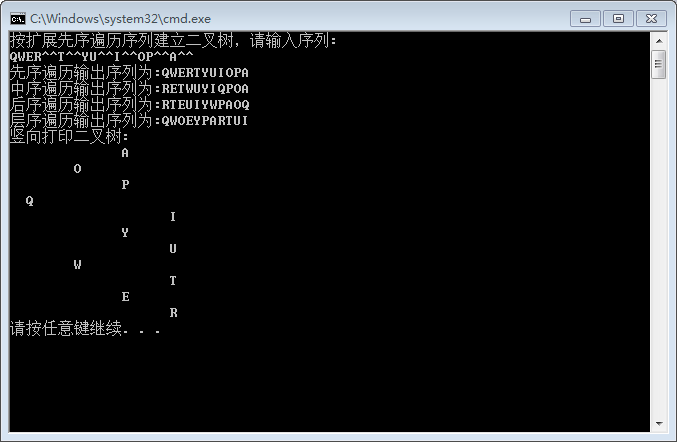 C:\Windows\system32\cmd.exe
按扩展先序遍历序列建立二叉树，请输入序列：
QWER^^T^^YU^^I^^OP^^A^^
先序遍历输出序列为:QWERTYUIOPA
中序遍历输出序列为:RETWUYIQPOA
后序遍历输出序列为:RTEUIYWPAOQ
层序遍历输出序列为:QWOEYPARTUI
竖向打印二叉树：
A
O
P
Q
I
Y
U
W
T
E
R
请按任意键继续. . .